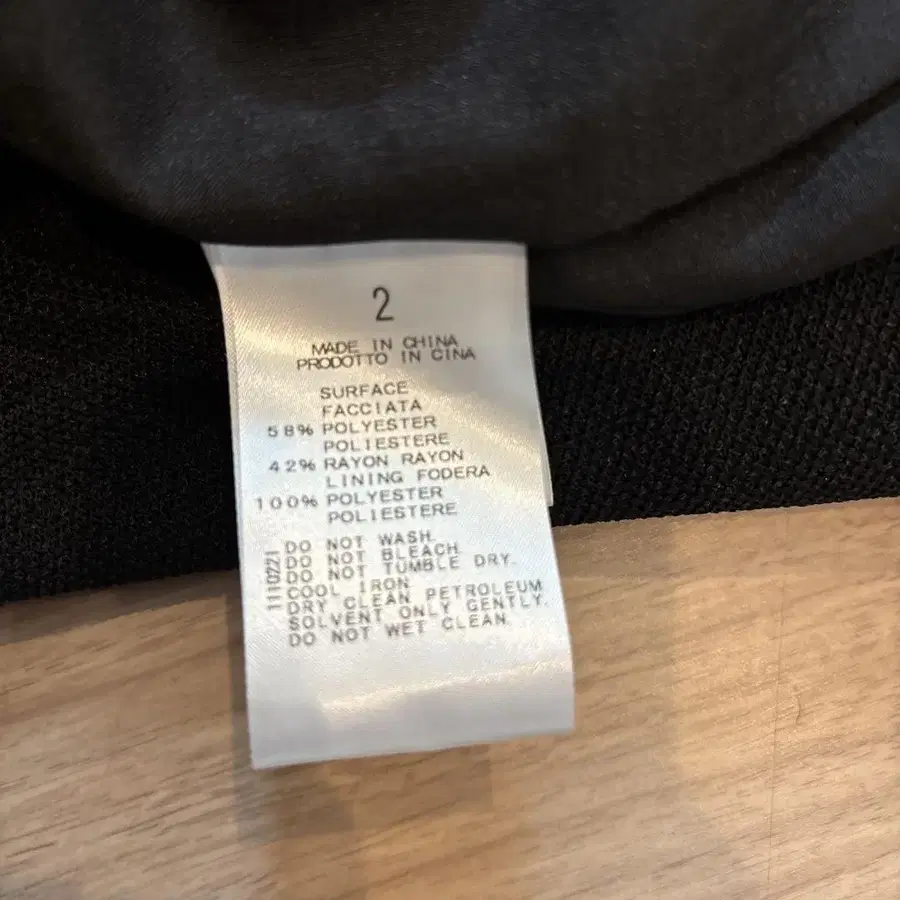 2
MADE IN CHINA
PRODOTTO IN CINA
SURFACE
FACCIATA
58% POLYESTER
POLIESTERE
42% RAYON RAYON
LINING FODERA
100% POLYESTER
POLIESTERE
DO NOT WASH.
DO NOT BLEACH.
DO NOT TUMBLE DRY.
COOL IRON
DRY CLEAN PETROLEUM
SOLVENT ONLY GENTLY.
DO NOT WET CLEAN.
1110221